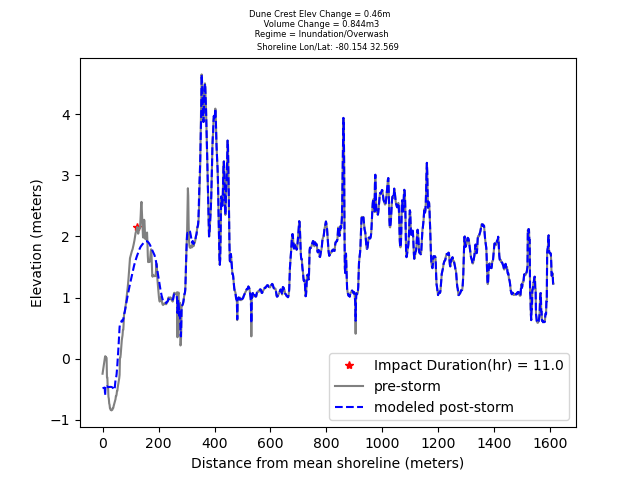 Dune Crest Elev Change = 0.46m
Volume Change = 0.844m3
Regime = Inundation/Overwash
Shoreline Lon/Lat: -80.154 32.569
Elevation (meters)
4
3
2
1
0
−1
Impact Duration(hr) = 11.0
pre-storm
modeled post-storm
0 200 400 600 800 1000 1200 1400 1600
Distance from mean shoreline (meters)